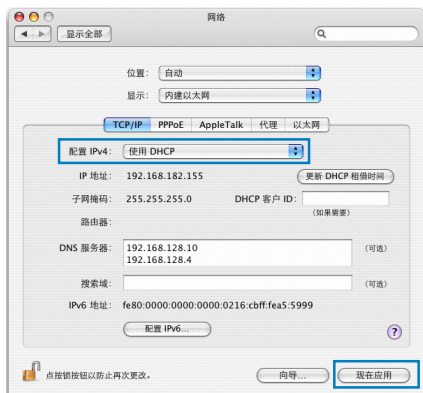 网络
显示全部
位置: 自动
显示: 内建以太网
TCP/IP PPPoE AppleTalk 代理 以太网
配置 IPv4: 使用 DHCP
IP 地址: 192.168.182.155 更新 DHCP 租借时间
子网掩码: 255.255.255.0 DHCP 客户 ID:
(如果需要)
路由器:
DNS 服务器: 192.168.128.10 (可选)
192.168.128.4
搜索域: (可选)
IPv6 地址: fe80:0000:0000:0000:0216:cbff:fea5:5999
配置 IPv6... ?
点按锁按钮以防止再次更改。 向导... 现在应用